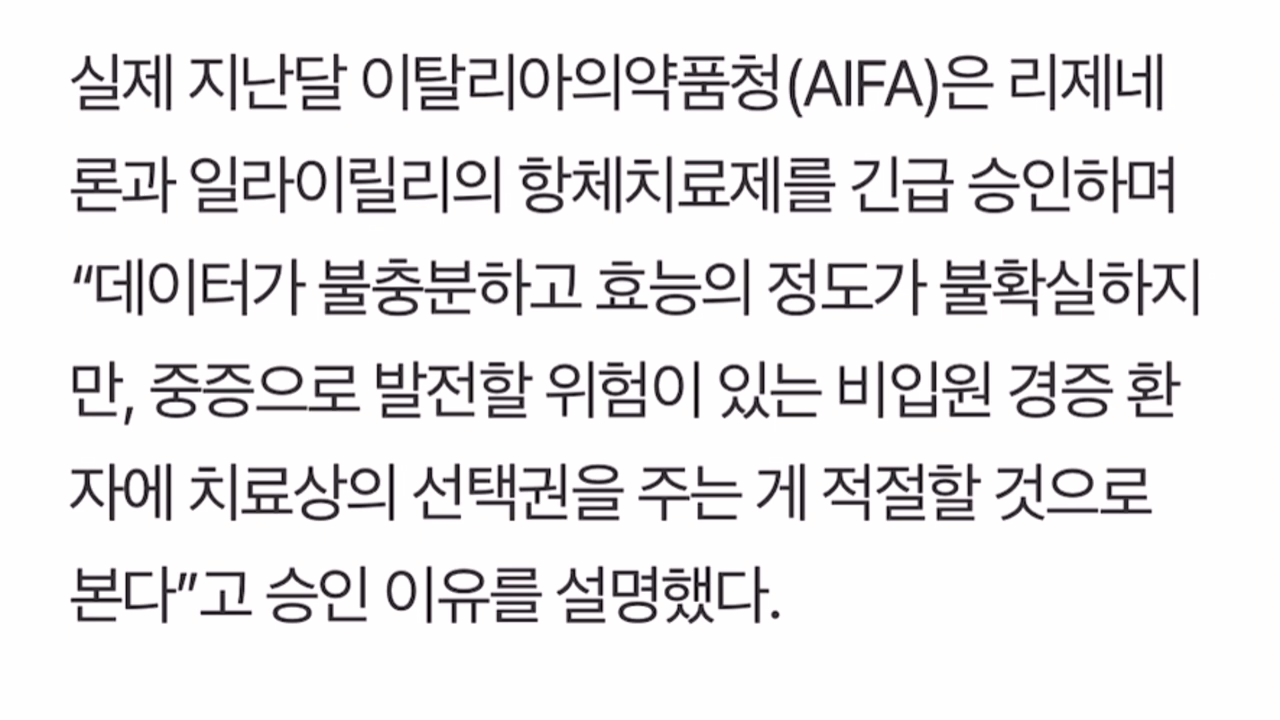 실제 지난달 이탈리아의약품청(AIFA)은 리제네
론과 일라이릴리의 항체치료제를 긴급 승인하며
“데이터가 불충분하고 효능의 정도가 불확실하지
만, 중증으로 발전할 위험이 있는 비입원 경증 환
자에 치료상의 선택권을 주는 게 적절할 것으로
본다”고 승인 이유를 설명했다.